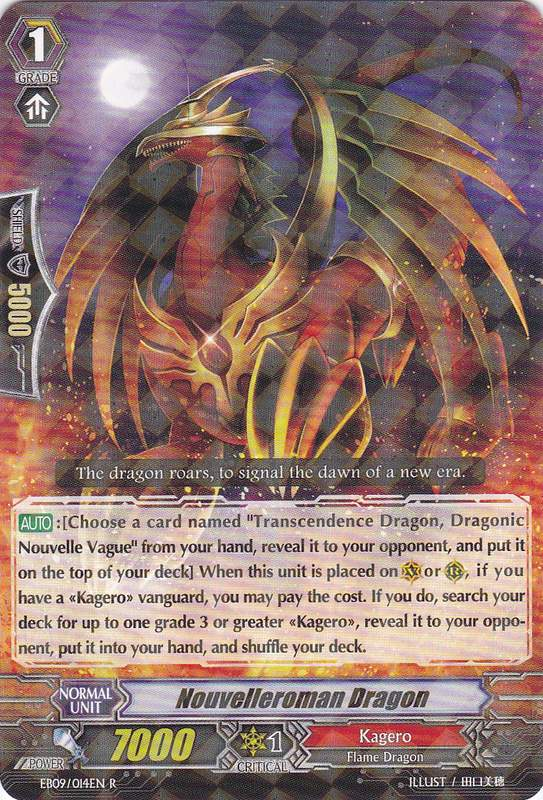 1
GRADE
SHIELD
5000
The dragon roars, to signal the dawn of a new era.
AUTO :[Choose a card named "Transcendence Dragon, Dragonic
Nouvelle Vague" from your hand, reveal it to your opponent, and put it
on the top of your deck] When this unit is placed on or , if you
have a «Kagero» vanguard, you may pay the cost. If you do, search your
deck for up to one grade 3 or greater «Kagero», reveal it to your oppo-
nent, put it into your hand, and shuffle your deck.
NORMAL
UNIT
Nouvelleroman Dragon
POWER
7000
1
CRITICAL
Kagero
Flame Dragon
EB09/014EN R
ILLUST / 田口美穂